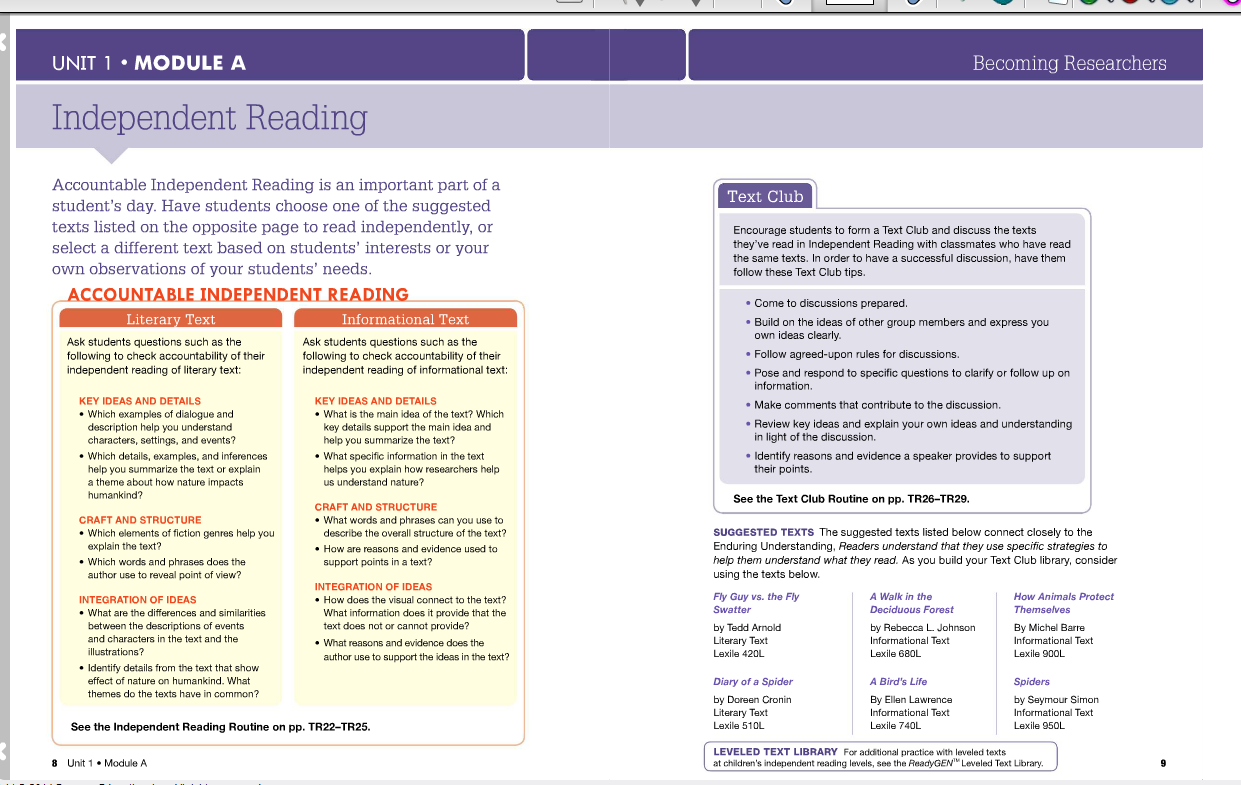 UNIT 1 • MODULE A
Becoming Researchers
Independent Reading
Accountable Independent Reading is an important part of a
student's day. Have students choose one of the suggested
texts listed on the opposite page to read independently, or
select a different text based on students' interests or your
own observations of your students' needs.
ACCOUNTABLE INDEPENDENT READING
Literary Text
Ask students questions such as the
following to check accountability of their
independent reading of literary text:
KEY IDEAS AND DETAILS
• Which examples of dialogue and
description help you understand
characters, settings, and events?
• Which details, examples, and inferences
help you summarize the text or explain
a theme about how nature impacts
humankind?
CRAFT AND STRUCTURE
• Which elements of fiction genres help you
explain the text?
• Which words and phrases does the
author use to reveal point of view?
INTEGRATION OF IDEAS
• What are the differences and similarities
between the descriptions of events
and characters in the text and the
illustrations?
• Identify details from the text that show
effect of nature on humankind. What
themes do the texts have in common?
Informational Text
Ask students questions such as the
following to check accountability of their
independent reading of informational text:
KEY IDEAS AND DETAILS
• What is the main idea of the text? Which
key details support the main idea and
help you summarize the text?
• What specific information in the text
helps you explain how researchers help
us understand nature?
CRAFT AND STRUCTURE
• What words and phrases can you use to
describe the overall structure of the text?
• How are reasons and evidence used to
support points in a text?
INTEGRATION OF IDEAS
• How does the visual connect to the text?
What information does it provide that the
text does not or cannot provide?
• What reasons and evidence does the
author use to support the ideas in the text?
See the Independent Reading Routine on pp. TR22–TR25.
8 Unit 1 • Module A
Text Club
Encourage students to form a Text Club and discuss the texts
they've read in Independent Reading with classmates who have read
the same texts. In order to have a successful discussion, have them
follow these Text Club tips.
• Come to discussions prepared.
• Build on the ideas of other group members and express you
own ideas clearly.
• Follow agreed-upon rules for discussions.
• Pose and respond to specific questions to clarify or follow up on
information.
• Make comments that contribute to the discussion.
• Review key ideas and explain your own ideas and understanding
in light of the discussion.
• Identify reasons and evidence a speaker provides to support
their points.
See the Text Club Routine on pp. TR26–TR29.
SUGGESTED TEXTS The suggested texts listed below connect closely to the
Enduring Understanding, Readers understand that they use specific strategies to
help them understand what they read. As you build your Text Club library, consider
using the texts below.
Fly Guy vs. the Fly
Swatter
by Tedd Arnold
Literary Text
Lexile 420L
Diary of a Spider
by Doreen Cronin
Literary Text
Lexile 510L
A Walk in the
Deciduous Forest
by Rebecca L. Johnson
Informational Text
Lexile 680L
A Bird's Life
By Ellen Lawrence
Informational Text
Lexile 740L
How Animals Protect
Themselves
By Michel Barre
Informational Text
Lexile 900L
Spiders
by Seymour Simon
Informational Text
Lexile 950L
LEVELED TEXT LIBRARY For additional practice with leveled texts
at children's independent reading levels, see the ReadyGEN™ Leveled Text Library.
9